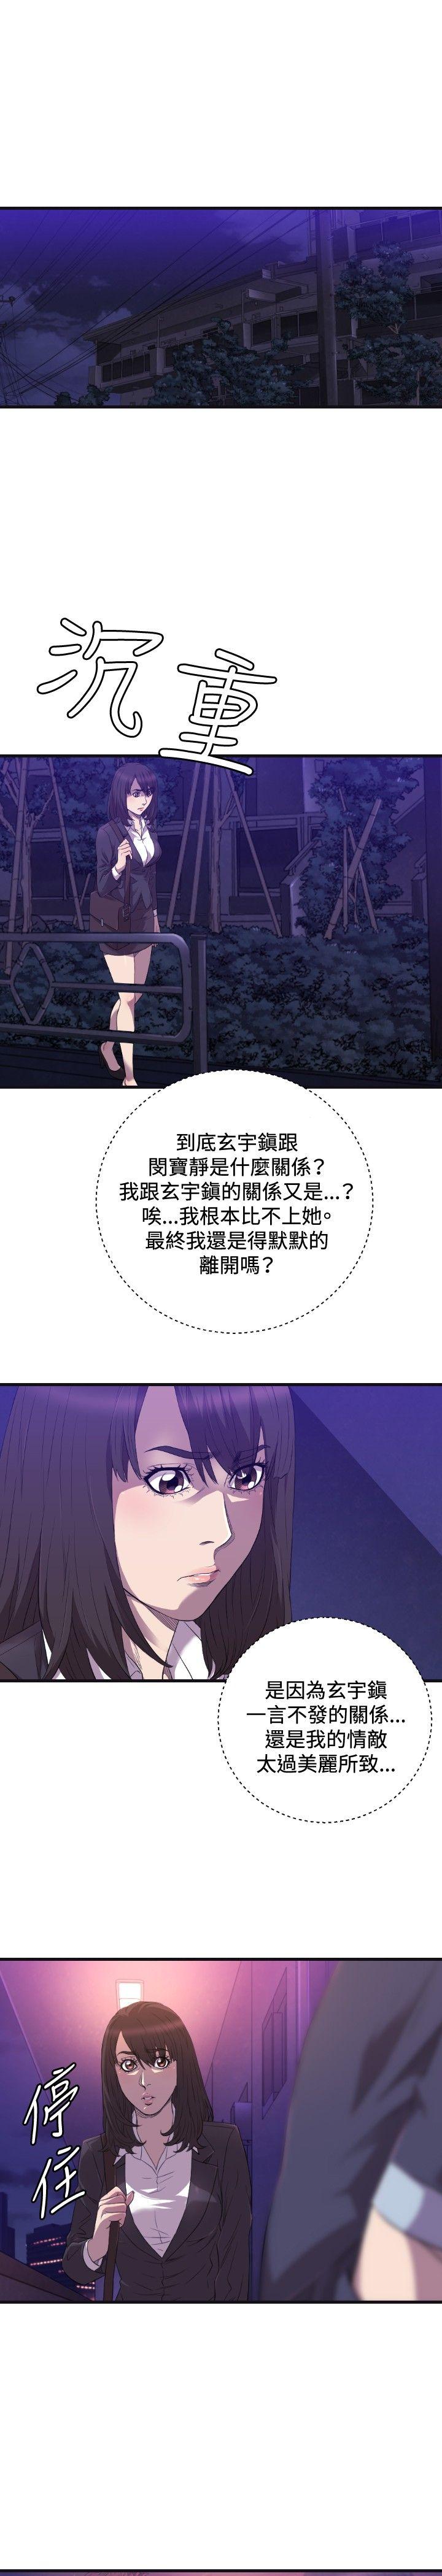 沉重
到底玄宇鎮跟
閔寶靜是什麼關係？
我跟玄宇鎮的關係又是...？
唉...我根本比不上她。
最終我還是得默默的
離開嗎？
是因為玄宇鎮
一言不發的關係...
還是我的情敵
太過美麗所致...
停住